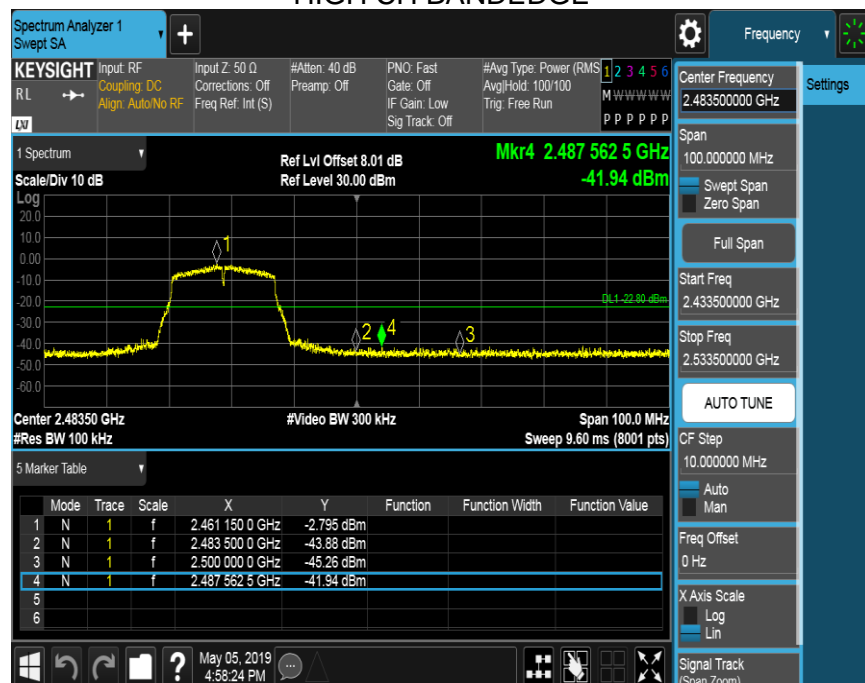 HIGH CH BANDEDGE
Spectrum Analyzer 1
Swept SA
+
Frequency
KEYSIGHT
RL
LXI
Input: RF
Coupling: DC
Align: Auto/No RF
Input Z: 50 Ω
Corrections: Off
Freq Ref: Int (S)
#Atten: 40 dB
Preamp: Off
PNO: Fast
Gate: Off
IF Gain: Low
Sig Track: Off
#Avg Type: Power (RMS
Avg|Hold: 100/100
Trig: Free Run
1 2 3 4 5 6
M W W W W W
P P P P P P
1 Spectrum
Scale/Div 10 dB
Ref Lvl Offset 8.01 dB
Ref Level 30.00 dBm
Mkr4 2.487 562 5 GHz
-41.94 dBm
Log
20.0
10.0
0.00
-10.0
-20.0
-30.0
-40.0
-50.0
-60.0
1
2
4
3
DL1 -22.80 dBm
Center 2.48350 GHz
#Res BW 100 kHz
#Video BW 300 kHz
Span 100.0 MHz
Sweep 9.60 ms (8001 pts)
5 Marker Table
Mode Trace Scale X Y Function Function Width Function Value
1 N 1 f 2.461 150 0 GHz -2.795 dBm
2 N 1 f 2.483 500 0 GHz -43.88 dBm
3 N 1 f 2.500 000 0 GHz -45.26 dBm
4 N 1 f 2.487 562 5 GHz -41.94 dBm
5
6
?
May 05, 2019
4:58:24 PM
Settings
Center Frequency
2.483500000 GHz
Span
100.000000 MHz
Swept Span
Zero Span
Full Span
Start Freq
2.433500000 GHz
Stop Freq
2.533500000 GHz
AUTO TUNE
CF Step
10.000000 MHz
Auto
Man
Freq Offset
0 Hz
X Axis Scale
Log
Lin
Signal Track
(Span Zoom)